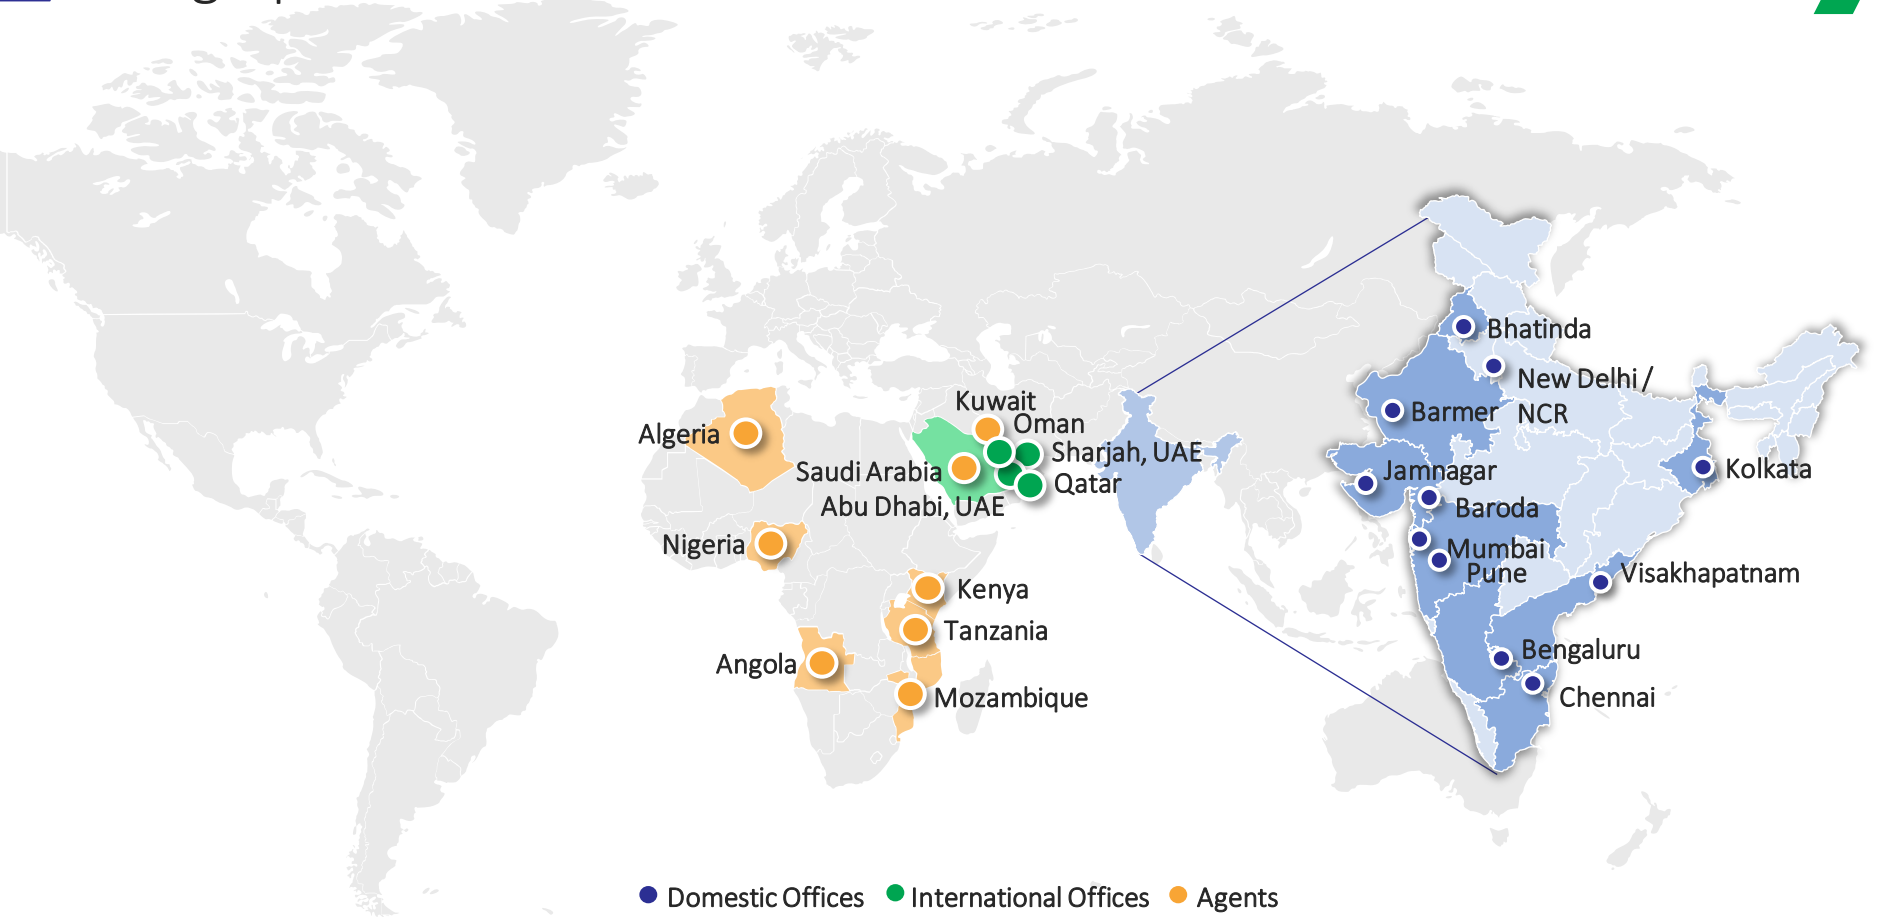 Kuwait
Oman
Algeria
Sharjah, UAE
Saudi Arabia
Qatar
Abu Dhabi, UAE
Nigeria
Kenya
Tanzania
Angola
Mozambique
Bhatinda
New Delhi /
NCR
Barmer
Jamnagar
Kolkata
Baroda
Mumbai
Pune
Visakhapatnam
Bengaluru
Chennai
Domestic Offices
International Offices
Agents